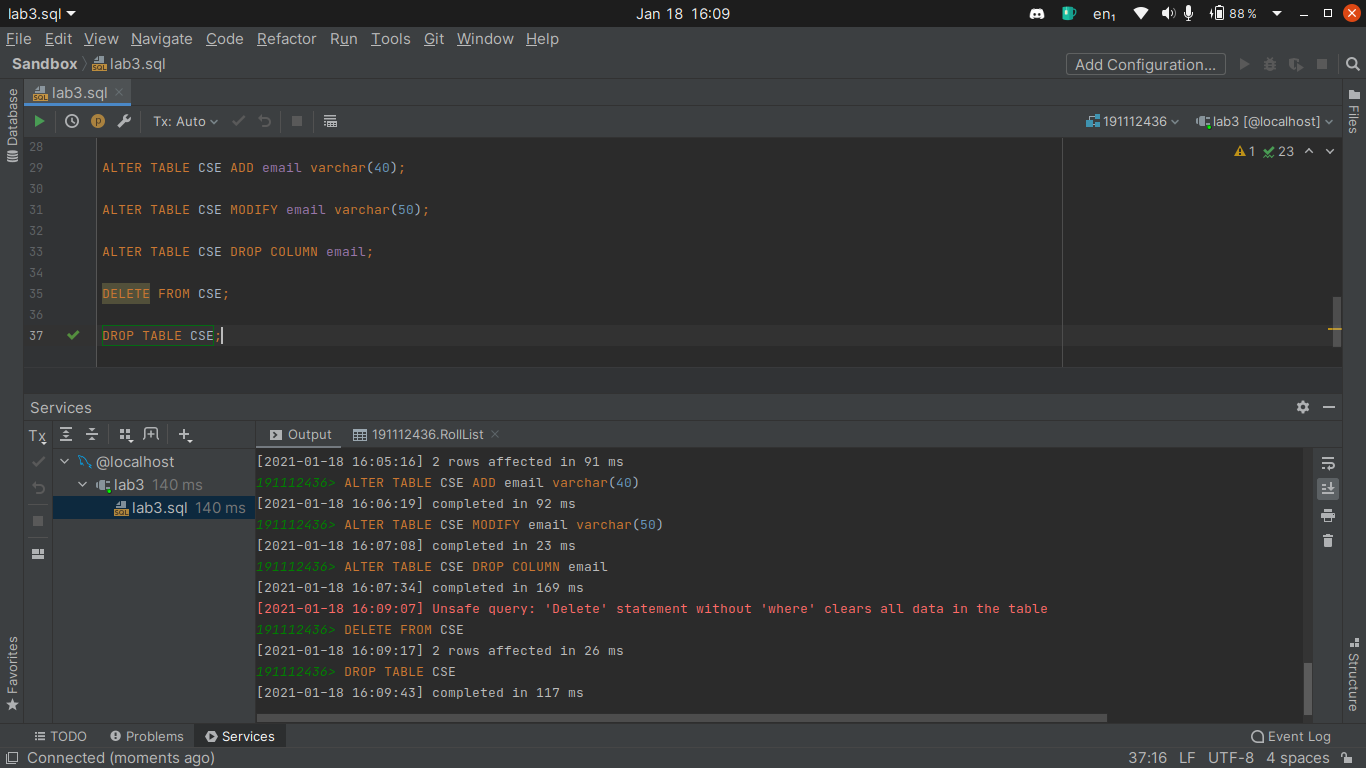 lab3.sql
Jan 18 16:09
en₁
88 %
File Edit View Navigate Code Refactor Run Tools Git Window Help
Sandbox lab3.sql
Add Configuration...
lab3.sql
Database
Files
Tx: Auto
191112436
lab3 [@localhost]
1 23
28
29 ALTER TABLE CSE ADD email varchar(40);
30
31 ALTER TABLE CSE MODIFY email varchar(50);
32
33 ALTER TABLE CSE DROP COLUMN email;
34
35 DELETE FROM CSE;
36
37 DROP TABLE CSE;
Services
Tx
@localhost
lab3 140 ms
lab3.sql 140 ms
Output 191112436.RollList
[2021-01-18 16:05:16] 2 rows affected in 91 ms
191112436> ALTER TABLE CSE ADD email varchar(40)
[2021-01-18 16:06:19] completed in 92 ms
191112436> ALTER TABLE CSE MODIFY email varchar(50)
[2021-01-18 16:07:08] completed in 23 ms
191112436> ALTER TABLE CSE DROP COLUMN email
[2021-01-18 16:07:34] completed in 169 ms
[2021-01-18 16:09:07] Unsafe query: 'Delete' statement without 'where' clears all data in the table
191112436> DELETE FROM CSE
[2021-01-18 16:09:17] 2 rows affected in 26 ms
191112436> DROP TABLE CSE
[2021-01-18 16:09:43] completed in 117 ms
Favorites
Structure
TODO Problems Services Event Log
Connected (moments ago) 37:16 LF UTF-8 4 spaces